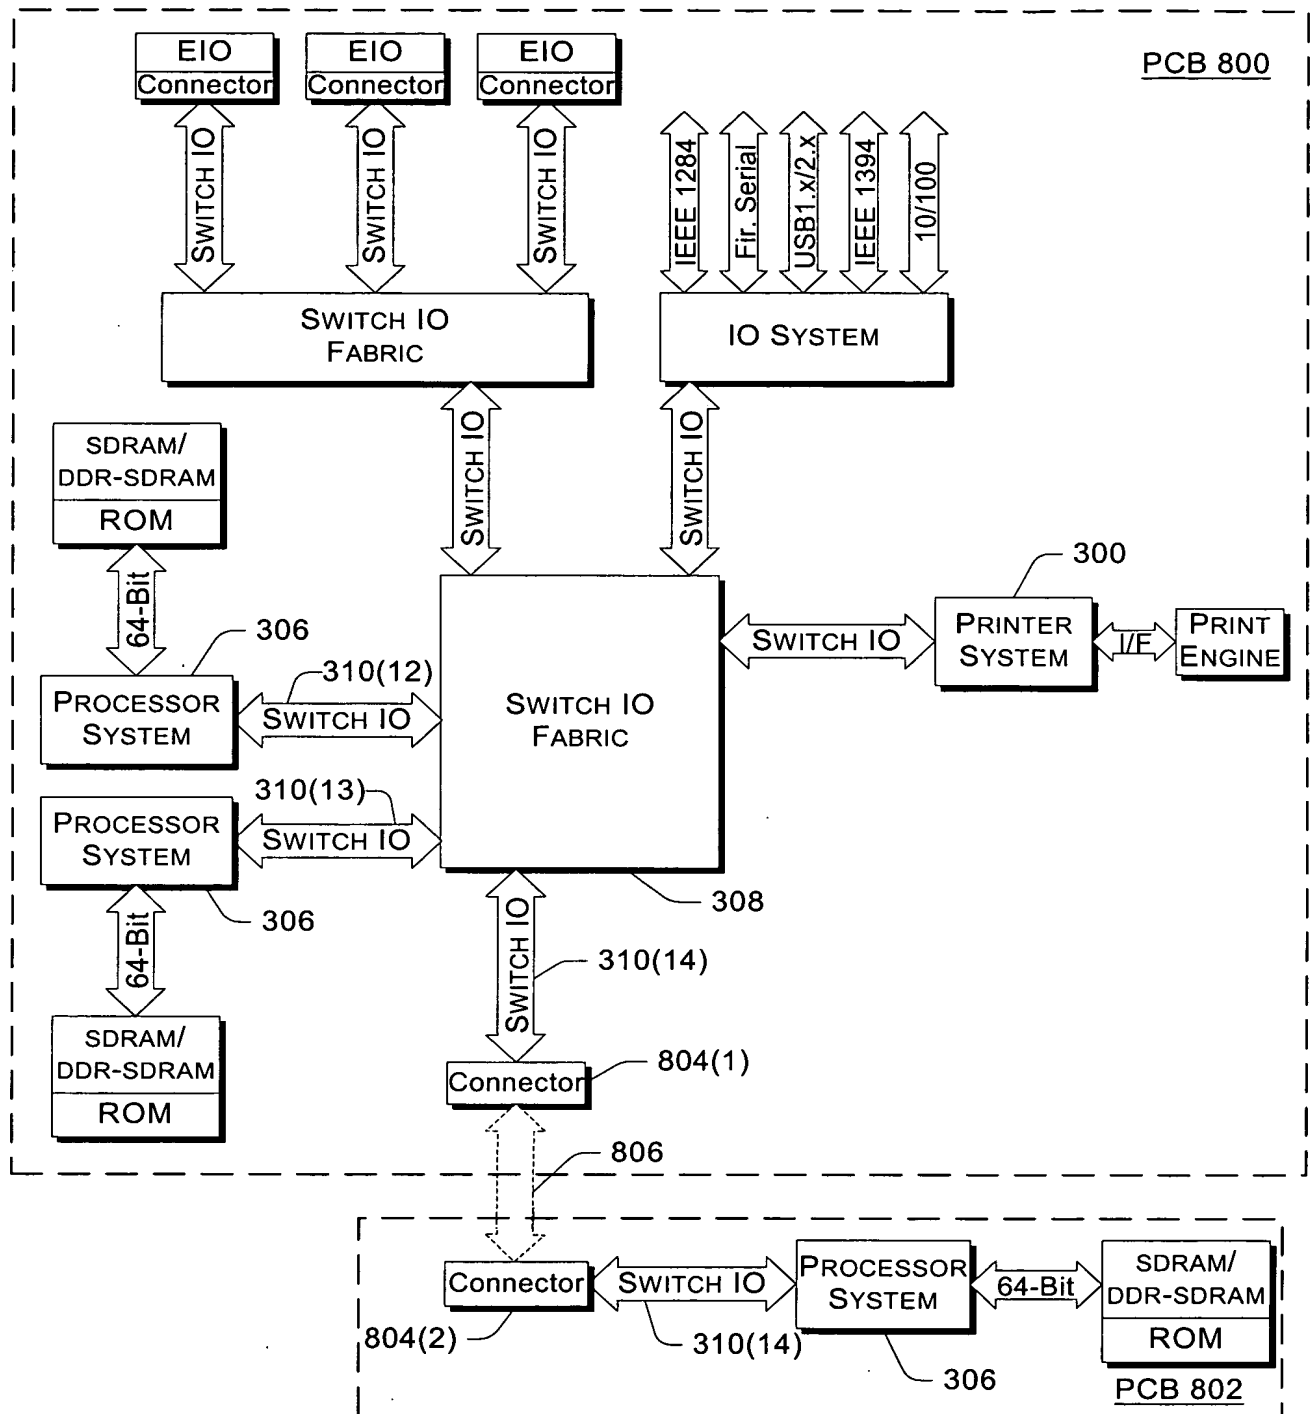 EIO
Connector
EIO
Connector
EIO
Connector
PCB 800
SWITCH IO
SWITCH IO
SWITCH IO
IEEE 1284
Fir. Serial
USB1.x/2.x
IEEE 1394
10/100
SWITCH IO
FABRIC
IO SYSTEM
SWITCH IO
SWITCH IO
SDRAM/
DDR-SDRAM
ROM
64-Bit
306
300
PRINTER
SYSTEM
SWITCH IO
I/F
PRINT
ENGINE
PROCESSOR
SYSTEM
310(12)
SWITCH IO
SWITCH IO
FABRIC
310(13)
PROCESSOR
SYSTEM
SWITCH IO
306
308
64-Bit
SWITCH IO
310(14)
SDRAM/
DDR-SDRAM
ROM
Connector
804(1)
806
Connector
SWITCH IO
PROCESSOR
SYSTEM
64-Bit
SDRAM/
DDR-SDRAM
ROM
804(2)
310(14)
306
PCB 802